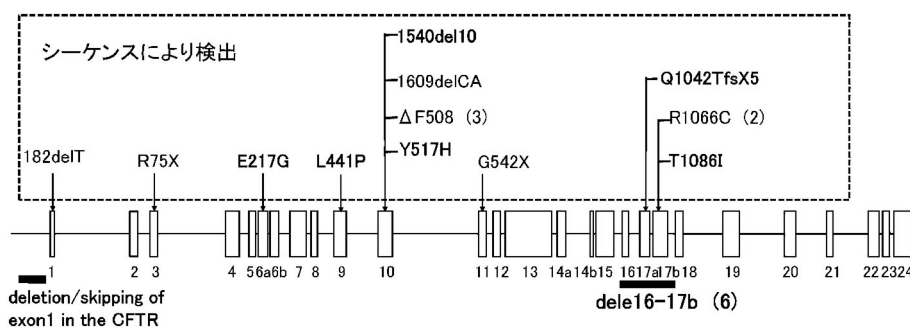 シーケンスにより検出
1540del10
1609delCA
ΔF508 (3)
Y517H
Q1042TfsX5
R1066C (2)
T1086I
182delT
R75X
E217G
L441P
G542X
1 2 3 4 5 6a 6b 7 8 9 10 11 12 13 14a 14b 15 16 17a 17b 18 19 20 21 22 23 24
deletion/skipping of
exon1 in the CFTR
dele16-17b (6)